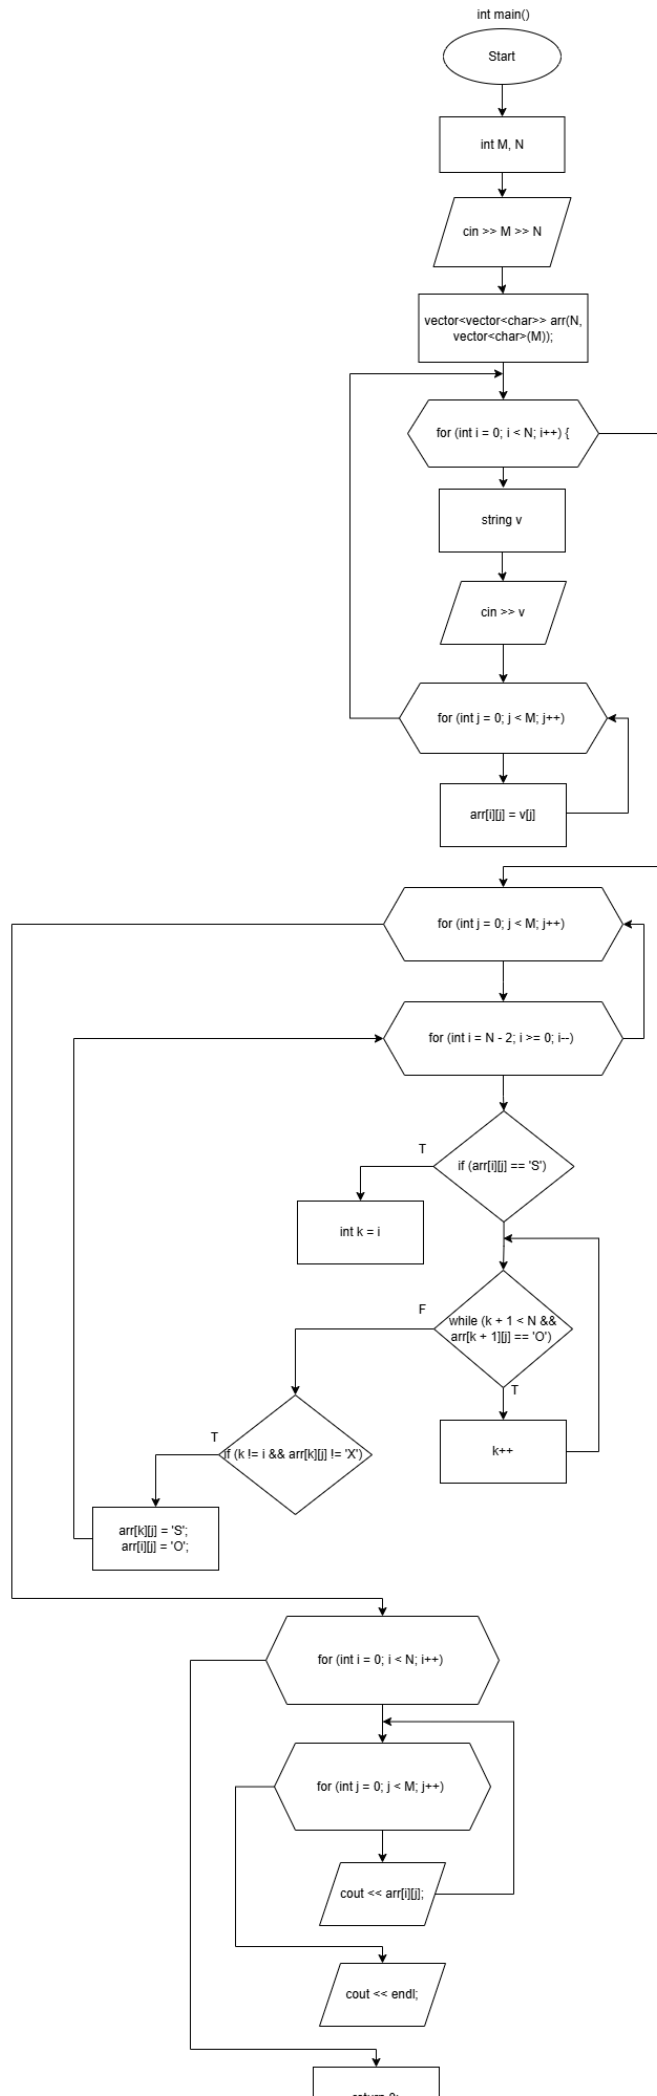 int main()
Start
int M, N
cin >> M >> N
vector<vector<char>> arr(N,
vector<char>(M));
for (int i = 0; i < N; i++) {
string v
cin >> v
for (int j = 0; j < M; j++)
arr[i][j] = v[j]
for (int j = 0; j < M; j++)
for (int i = N - 2; i >= 0; i--)
T
if (arr[i][j] == 'S')
int k = i
F
while (k + 1 < N &&
arr[k + 1][j] == 'O')
T
T
if (k != i && arr[k][j] != 'X')
k++
arr[k][j] = 'S';
arr[i][j] = 'O';
for (int i = 0; i < N; i++)
for (int j = 0; j < M; j++)
cout << arr[i][j];
cout << endl;